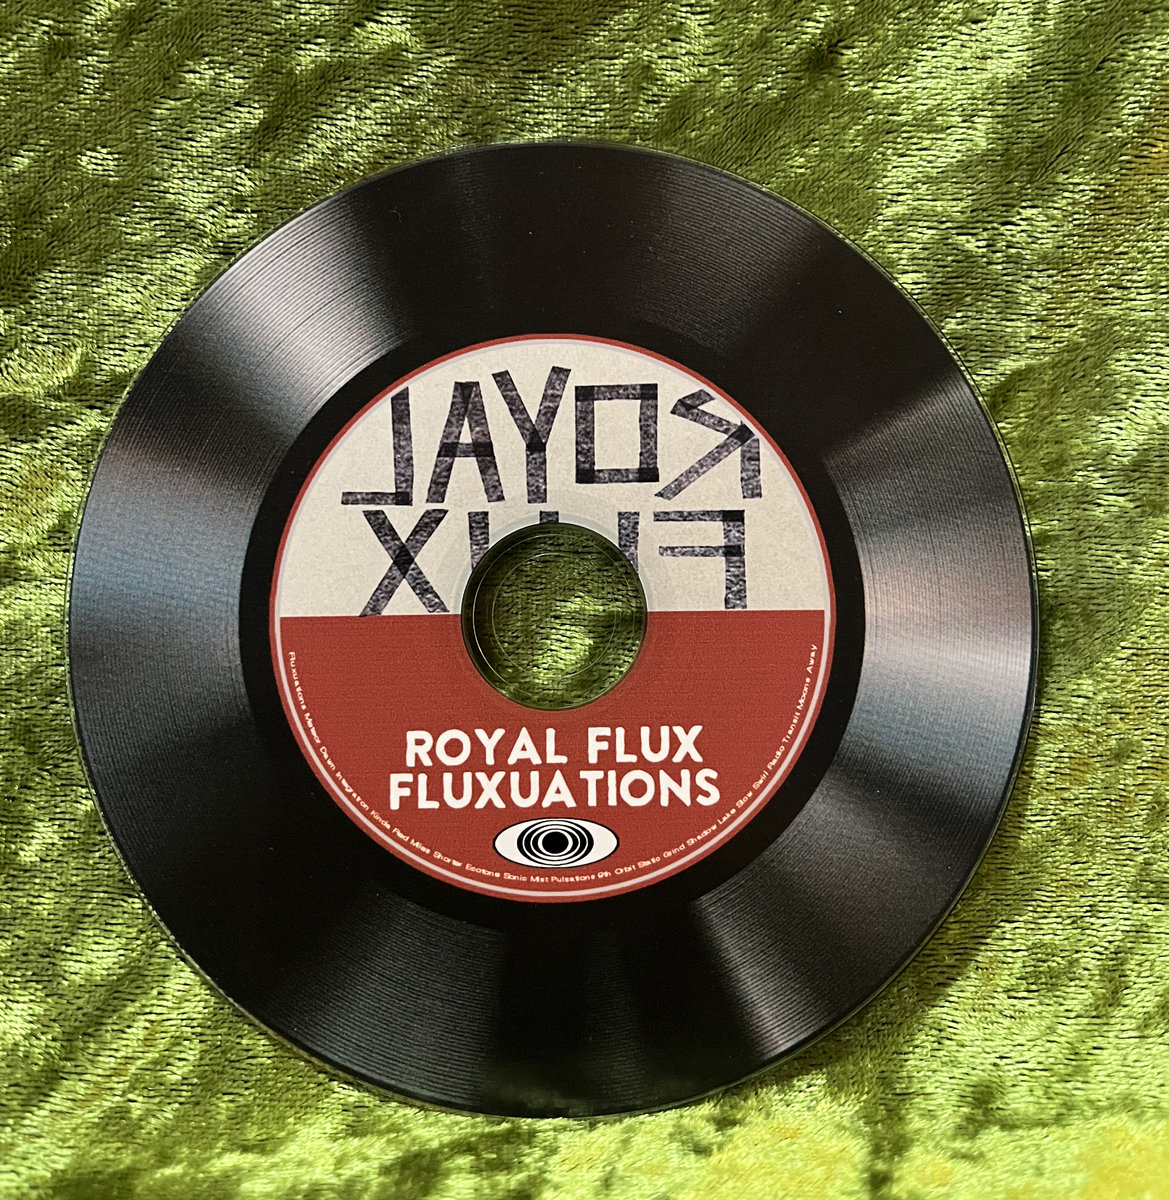 ROYAL
FLUX
ROYAL FLUX
FLUXUATIONS
Fluxuations Meteor Dawn Integration Kinda Red Miles Shorter Ecotone Sonic Mist Pulsations 9th Orbit Static Grind Shadow Lake Slow Swirl Radio Transit Moons Away